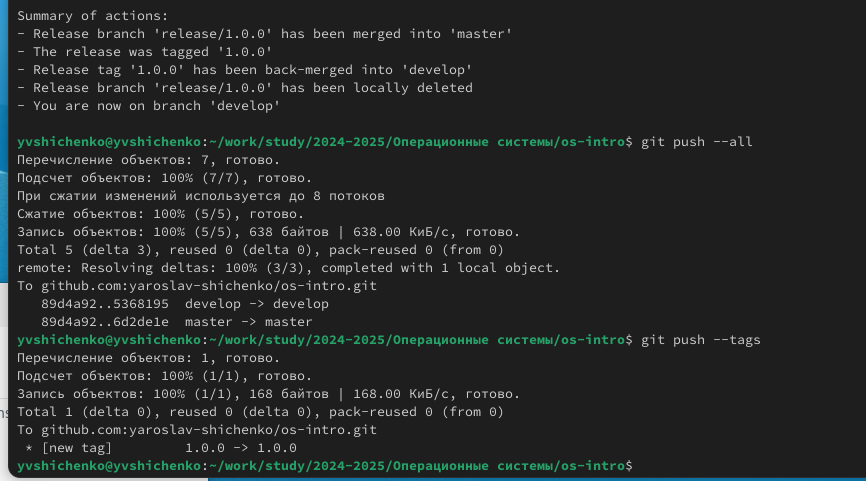 Summary of actions:
- Release branch 'release/1.0.0' has been merged into 'master'
- The release was tagged '1.0.0'
- Release tag '1.0.0' has been back-merged into 'develop'
- Release branch 'release/1.0.0' has been locally deleted
- You are now on branch 'develop'
yvshichenko@yvshichenko:~/work/study/2024-2025/Операционные системы/os-intro$ git push --all
Перечисление объектов: 7, готово.
Подсчет объектов: 100% (7/7), готово.
При сжатии изменений используется до 8 потоков
Сжатие объектов: 100% (5/5), готово.
Запись объектов: 100% (5/5), 638 байтов | 638.00 КиБ/с, готово.
Total 5 (delta 3), reused 0 (delta 0), pack-reused 0 (from 0)
remote: Resolving deltas: 100% (3/3), completed with 1 local object.
To github.com:yaroslav-shichenko/os-intro.git
   89d4a92..5368195  develop -> develop
   89d4a92..6d2de1e  master -> master
yvshichenko@yvshichenko:~/work/study/2024-2025/Операционные системы/os-intro$ git push --tags
Перечисление объектов: 1, готово.
Подсчет объектов: 100% (1/1), готово.
Запись объектов: 100% (1/1), 168 байтов | 168.00 КиБ/с, готово.
Total 1 (delta 0), reused 0 (delta 0), pack-reused 0 (from 0)
To github.com:yaroslav-shichenko/os-intro.git
 * [new tag]         1.0.0 -> 1.0.0
yvshichenko@yvshichenko:~/work/study/2024-2025/Операционные системы/os-intro$